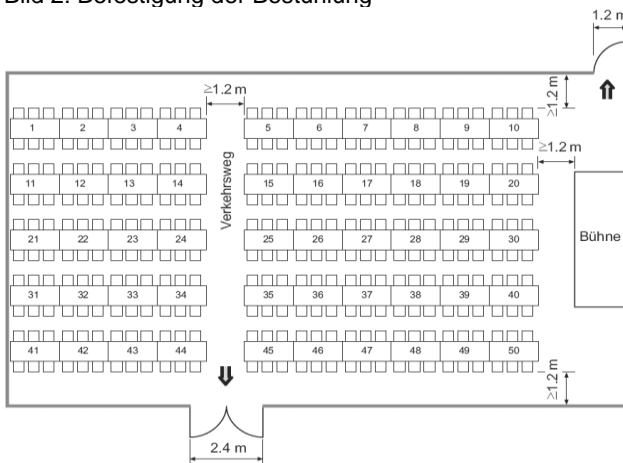 Bild 2: Befestigung der Bestuhlung
1.2 m
≥1.2 m
≥1.2 m
1 2 3 4 5 6 7 8 9 10
≥1.2 m
11 12 13 14 15 16 17 18 19 20
Verkehrsweg
21 22 23 24 25 26 27 28 29 30
Bühne
31 32 33 34 35 36 37 38 39 40
41 42 43 44 45 46 47 48 49 50
≥1.2 m
2.4 m